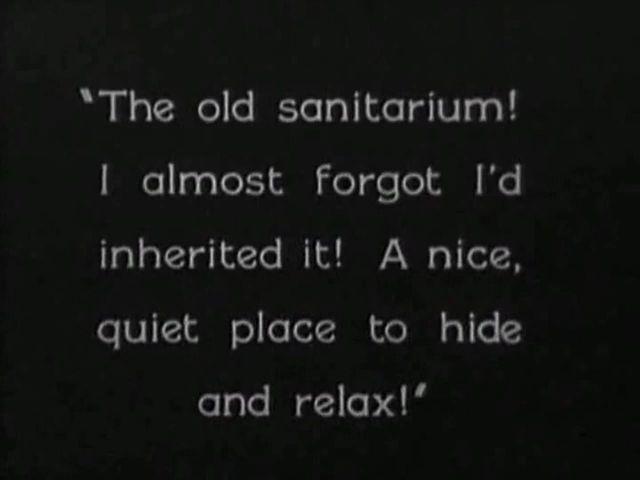 "The old sanitarium!
I almost forgot I'd
inherited it! A nice,
quiet place to hide
and relax!"